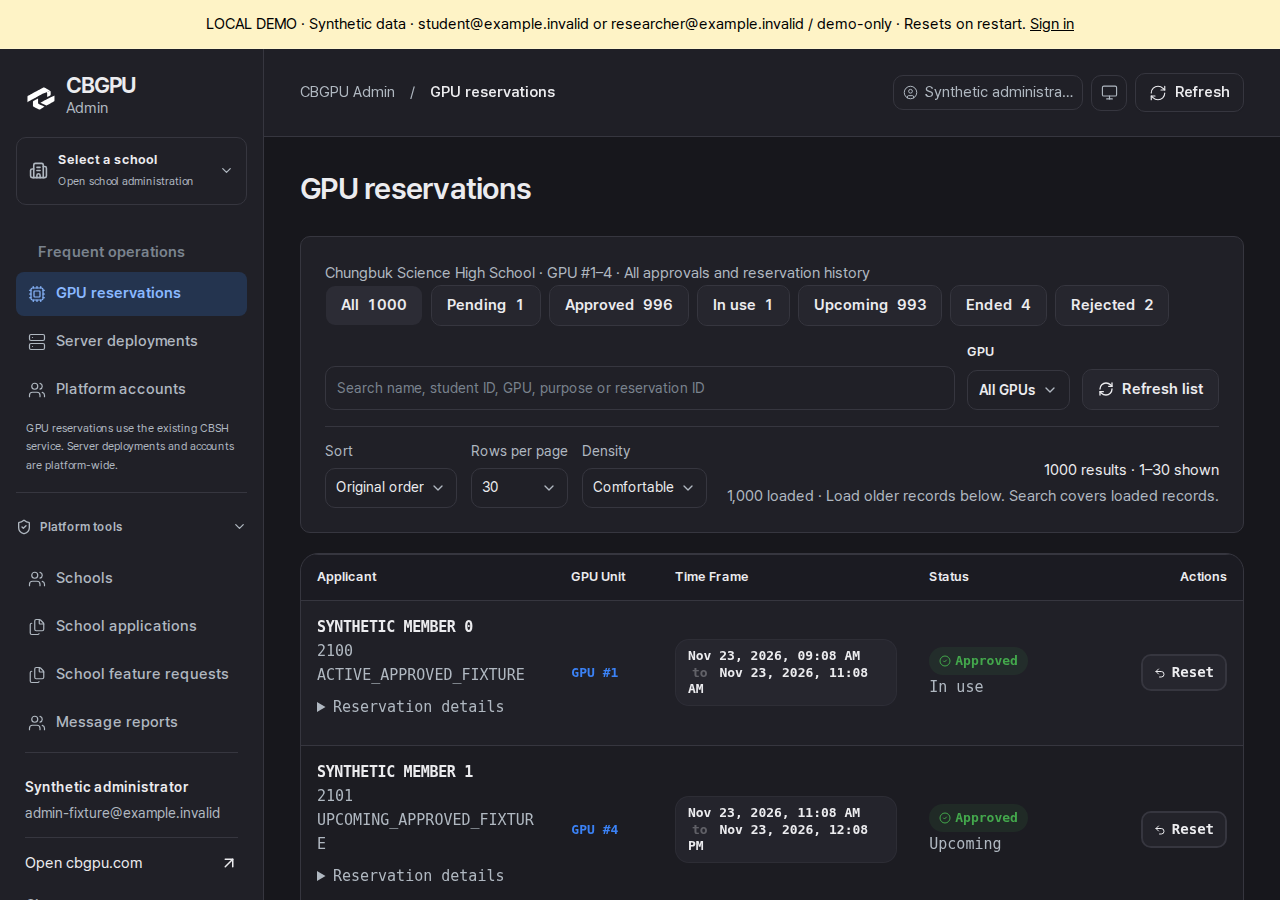 LOCAL DEMO · Synthetic data · student@example.invalid or researcher@example.invalid / demo-only · Resets on restart. Sign in
CBGPU
Admin
CBGPU Admin / GPU reservations
Synthetic administra...
Refresh
Select a school
Open school administration
Frequent operations
GPU reservations
Server deployments
Platform accounts
GPU reservations use the existing CBSH
service. Server deployments and accounts
are platform-wide.
Platform tools
Schools
School applications
School feature requests
Message reports
Synthetic administrator
admin-fixture@example.invalid
Open cbgpu.com
GPU reservations
Chungbuk Science High School · GPU #1–4 · All approvals and reservation history
All 1000
Pending 1
Approved 996
In use 1
Upcoming 993
Ended 4
Rejected 2
GPU
Search name, student ID, GPU, purpose or reservation ID
All GPUs
Refresh list
Sort
Rows per page
Density
Original order
30
Comfortable
1000 results · 1–30 shown
1,000 loaded · Load older records below. Search covers loaded records.
Applicant
GPU Unit
Time Frame
Status
Actions
SYNTHETIC MEMBER 0
2100
ACTIVE_APPROVED_FIXTURE
Reservation details
GPU #1
Nov 23, 2026, 09:08 AM
to Nov 23, 2026, 11:08
AM
Approved
In use
Reset
SYNTHETIC MEMBER 1
2101
UPCOMING_APPROVED_FIXTUR
E
Reservation details
GPU #4
Nov 23, 2026, 11:08 AM
to Nov 23, 2026, 12:08
PM
Approved
Upcoming
Reset